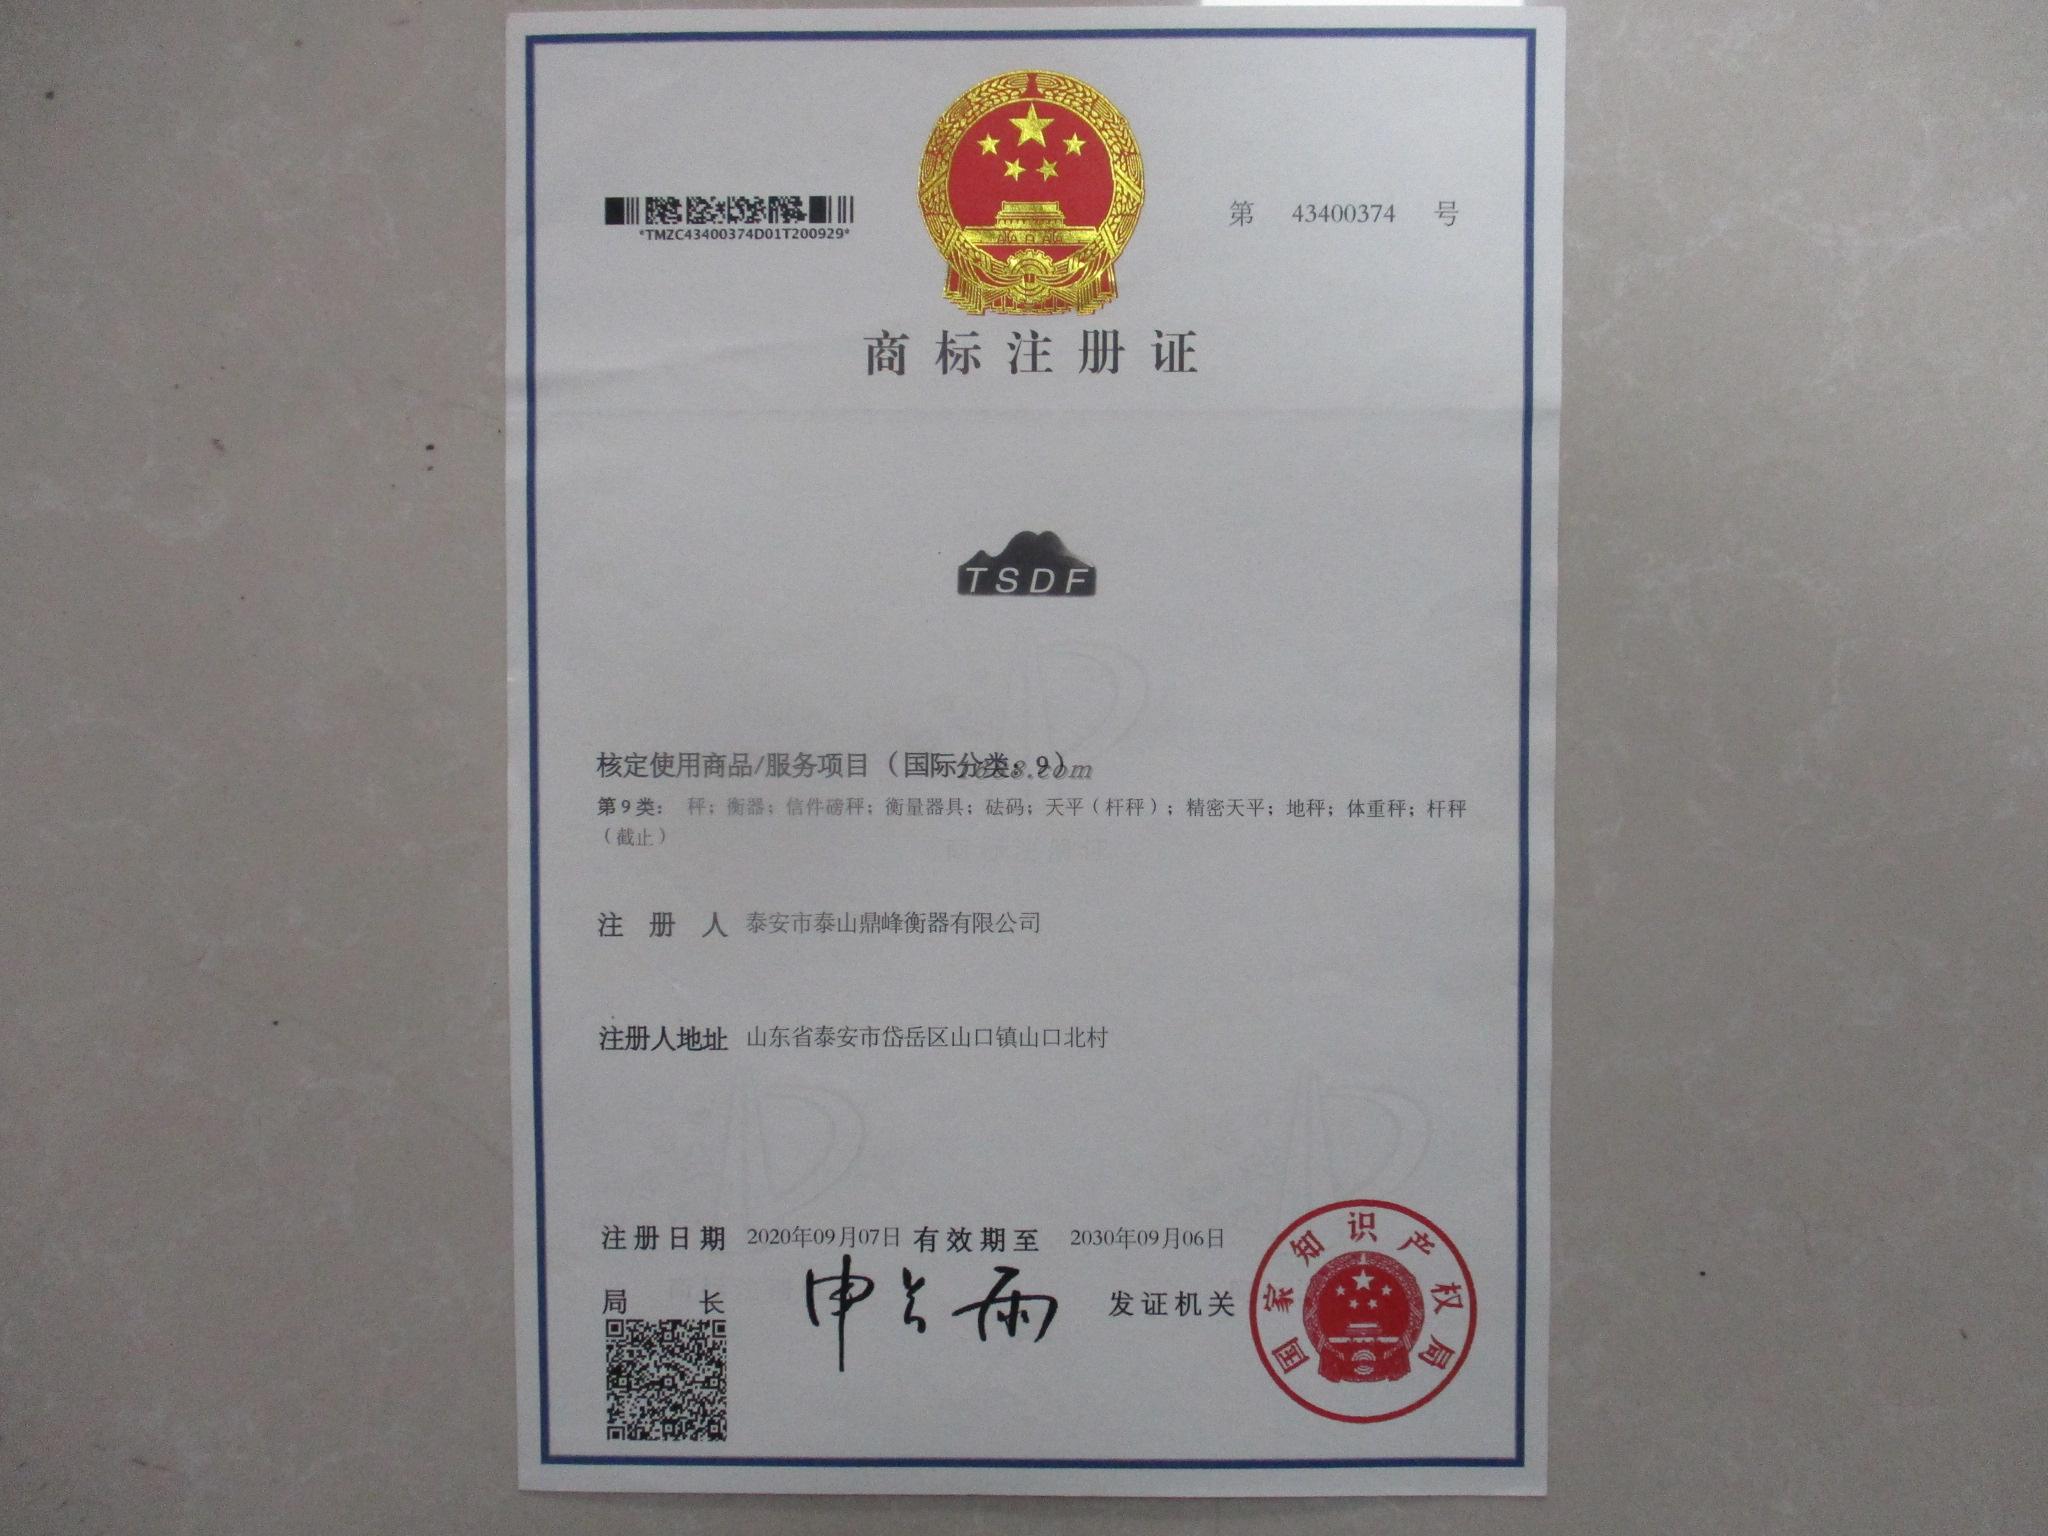 *TMZC43400374D01T200929*
第 43400374 号
商标注册证
TSDF
核定使用商品/服务项目（国际分类：9）
.com
第9类： 秤；衡器；信件磅秤；衡量器具；砝码；天平（杆秤）；精密天平；地秤；体重秤；杆秤
（截止）
注册人 泰安市泰山鼎峰衡器有限公司
注册人地址 山东省泰安市岱岳区山口镇山口北村
注册日期 2020年09月07日 有效期至 2030年09月06日
局长 申长雨 发证机关
国家知识产权局